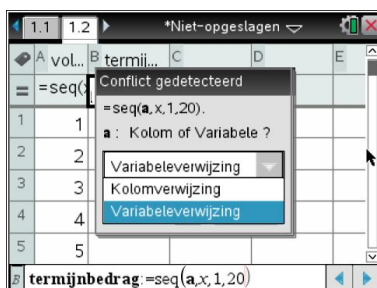 1.1 1.2 *Niet-opgeslagen
A vol... B termij... C D E
= =seq(
Conflict gedetecteerd
=seq(a,x,1,20).
a : Kolom of Variabele ?
Variabeleverwijzing
Kolomverwijzing
Variabeleverwijzing
1 1
2 2
3 3
4 4
5 5
B termijnbedrag:=seq(a,x,1,20)